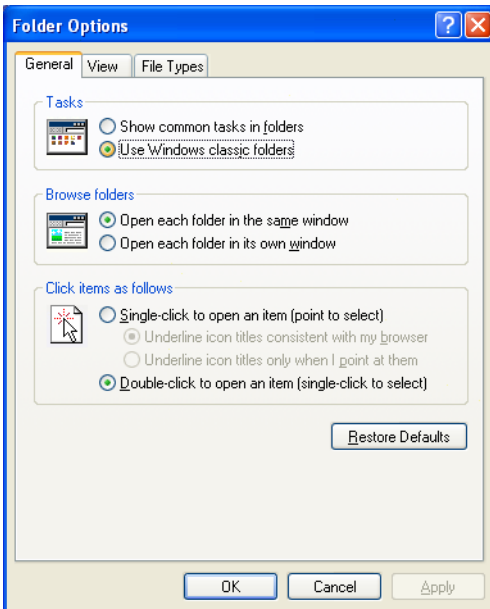 Folder Options
General View File Types
Tasks
Show common tasks in folders
Use Windows classic folders
Browse folders
Open each folder in the same window
Open each folder in its own window
Click items as follows
Single-click to open an item (point to select)
Underline icon titles consistent with my browser
Underline icon titles only when I point at them
Double-click to open an item (single-click to select)
Restore Defaults
OK Cancel Apply